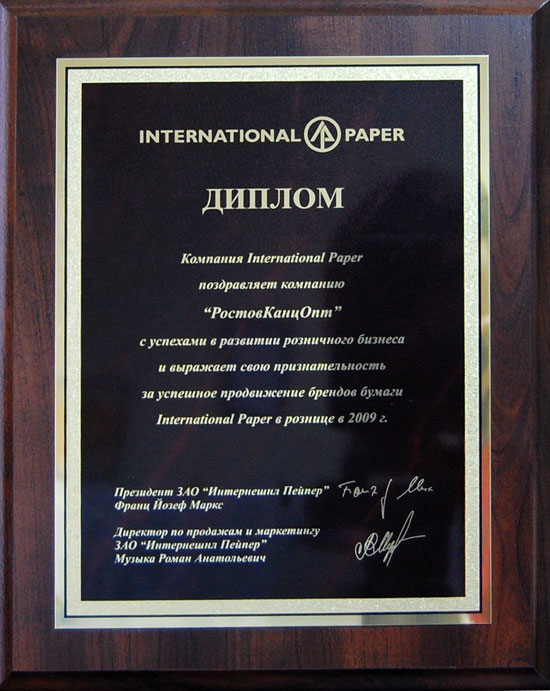 INTERNATIONAL PAPER
ДИПЛОМ
Компания International Paper
поздравляет компанию
“РостовКанцОпт”
с успехами в развитии розничного бизнеса
и выражает свою признательность
за успешное продвижение брендов бумаги
International Paper в рознице в 2009 г.
Президент ЗАО “Интернешнл Пейпер”
Франц Йозеф Маркс
Директор по продажам и маркетингу
ЗАО “Интернешнл Пейпер”
Музыка Роман Анатольевич